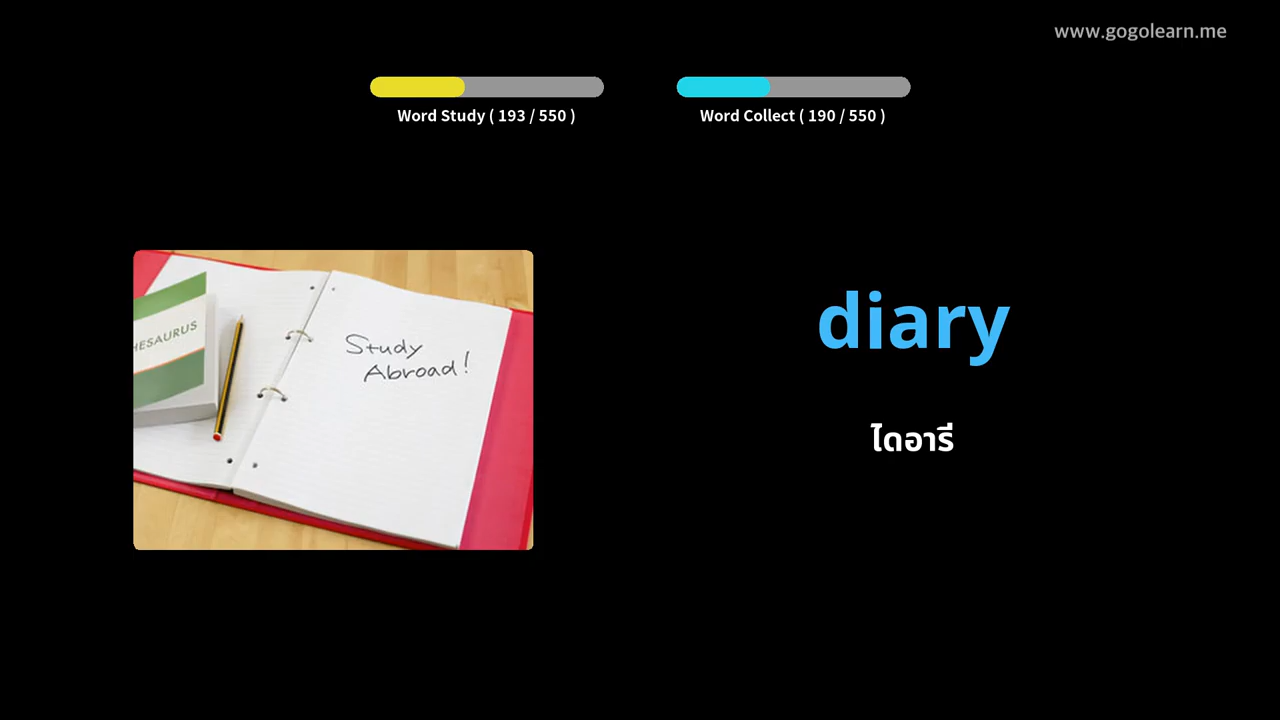 www.gogolearn.me
Word Study ( 193 / 550 )
Word Collect ( 190 / 550 )
HESAURUS
Study
Abroad!
diary
ไดอารี